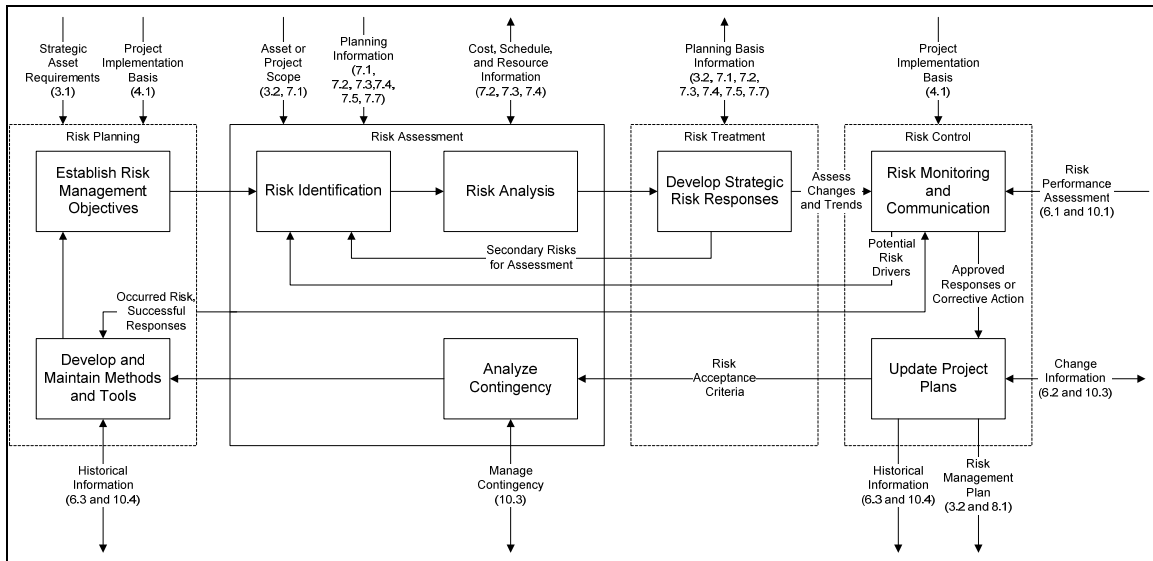 Strategic
Asset
Requirements
(3.1)
Project
Implementation
Basis
(4.1)
Asset or
Project
Scope
(3.2, 7.1)
Planning
Information
(7.1,
7.2, 7.3,7.4,
7.5, 7.7)
Cost, Schedule,
and Resource
Information
(7.2, 7.3, 7.4)
Planning Basis
Information
(3.2, 7.1, 7.2,
7.3, 7.4, 7.5, 7.7)
Project
Implementation
Basis
(4.1)
Risk Planning
Risk Assessment
Risk Treatment
Risk Control
Establish Risk
Management
Objectives
Risk Identification
Risk Analysis
Develop Strategic
Risk Responses
Assess
Changes
and Trends
Risk Monitoring
and
Communication
Risk
Performance
Assessment
(6.1 and 10.1)
Secondary Risks
for Assessment
Potential
Risk
Drivers
Approved
Responses or
Corrective Action
Occurred Risk,
Successful
Responses
Develop and
Maintain Methods
and Tools
Analyze
Contingency
Risk
Acceptance
Criteria
Update Project
Plans
Change
Information
(6.2 and 10.3)
Historical
Information
(6.3 and 10.4)
Manage
Contingency
(10.3)
Historical
Information
(6.3 and 10.4)
Risk
Management
Plan
(3.2 and 8.1)